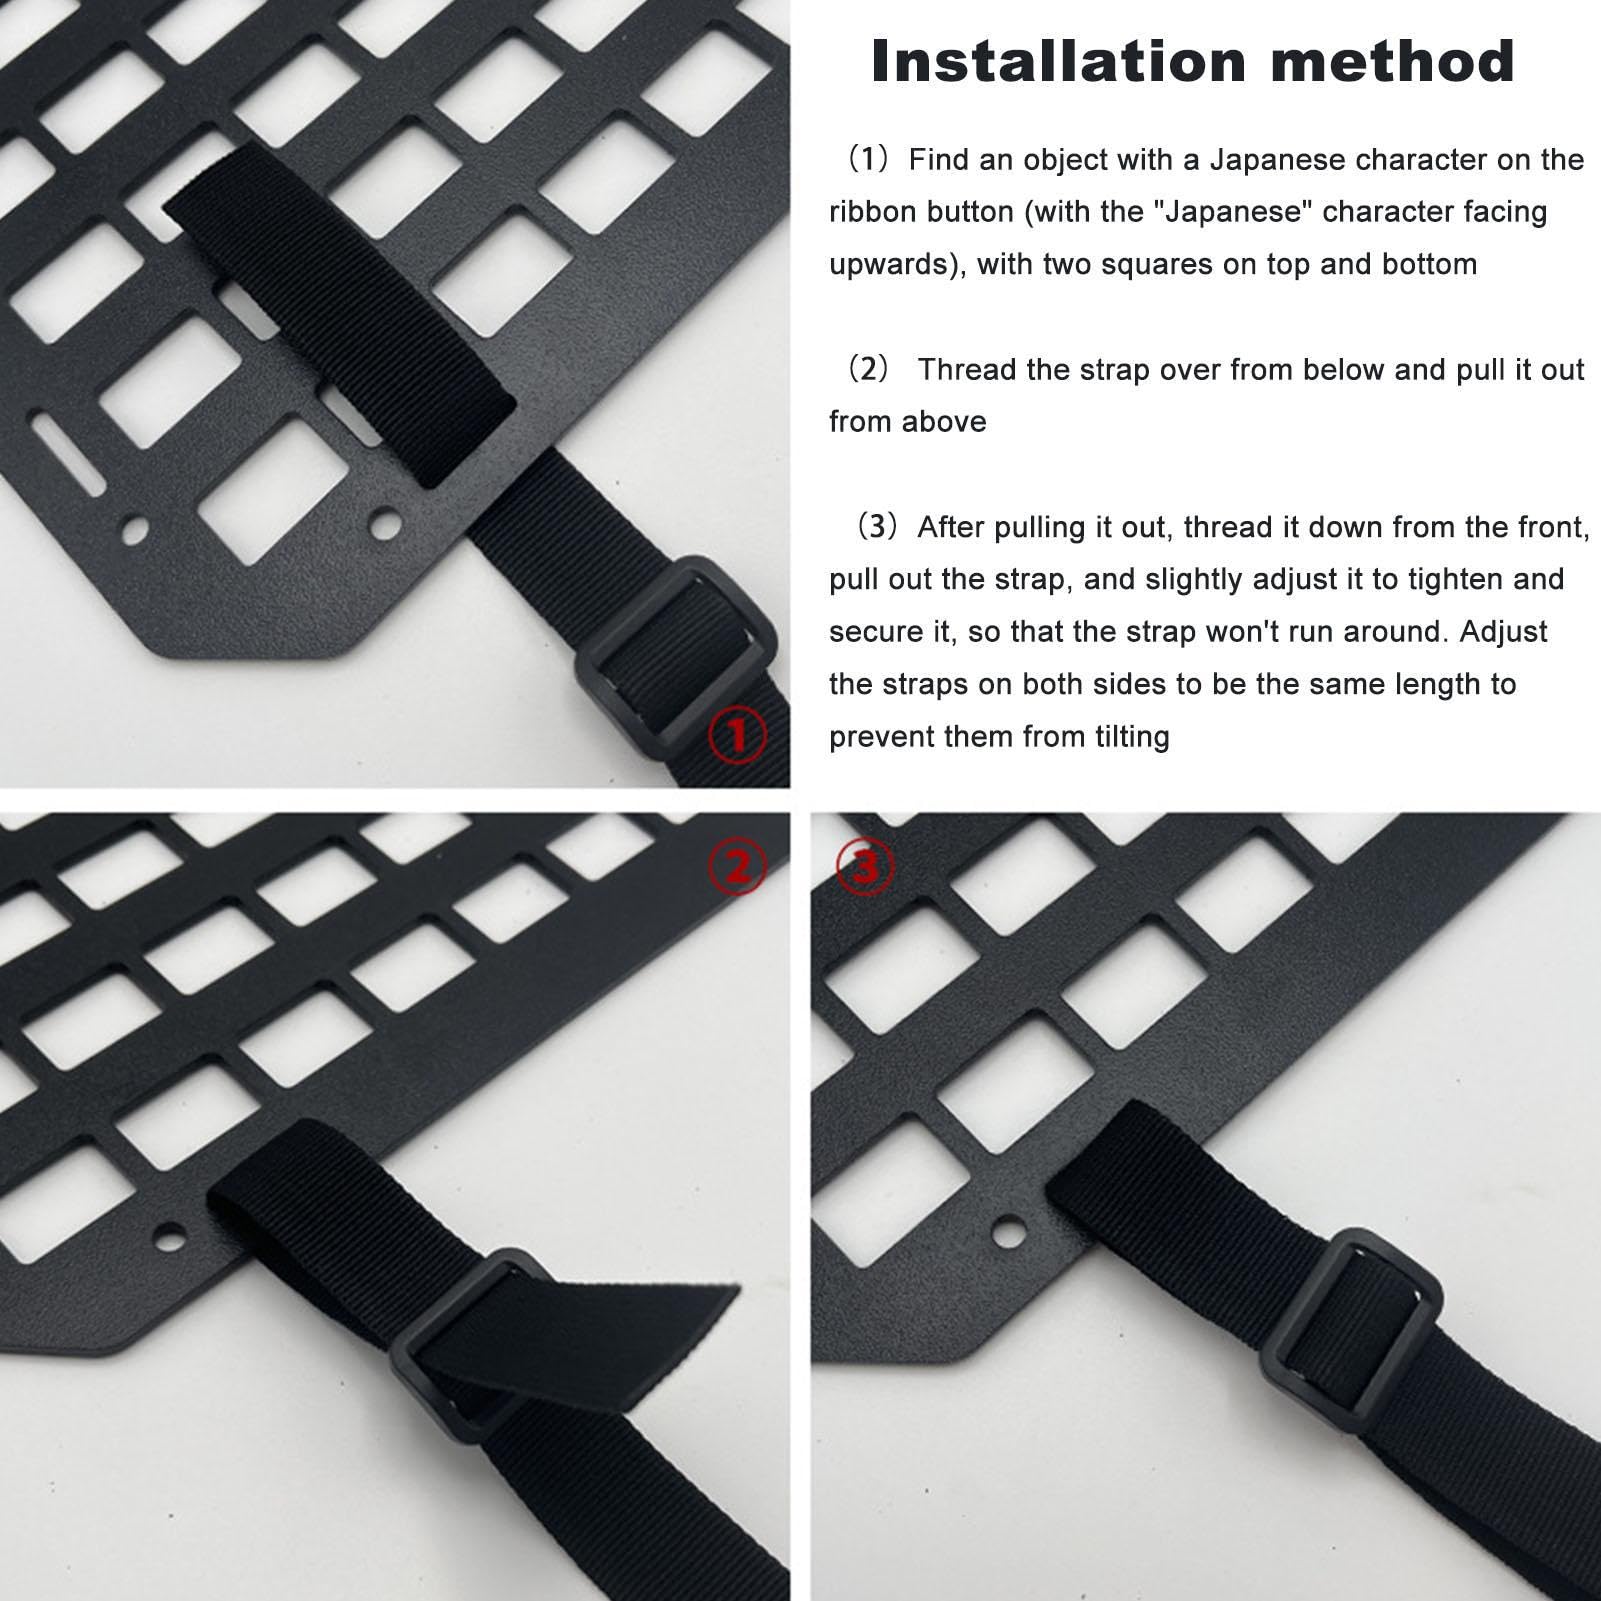 Installation method
（1）Find an object with a Japanese character on the
ribbon button (with the "Japanese" character facing
upwards), with two squares on top and bottom
（2） Thread the strap over from below and pull it out
from above
（3）After pulling it out, thread it down from the front,
pull out the strap, and slightly adjust it to tighten and
secure it, so that the strap won't run around. Adjust
the straps on both sides to be the same length to
prevent them from tilting
①
②
③